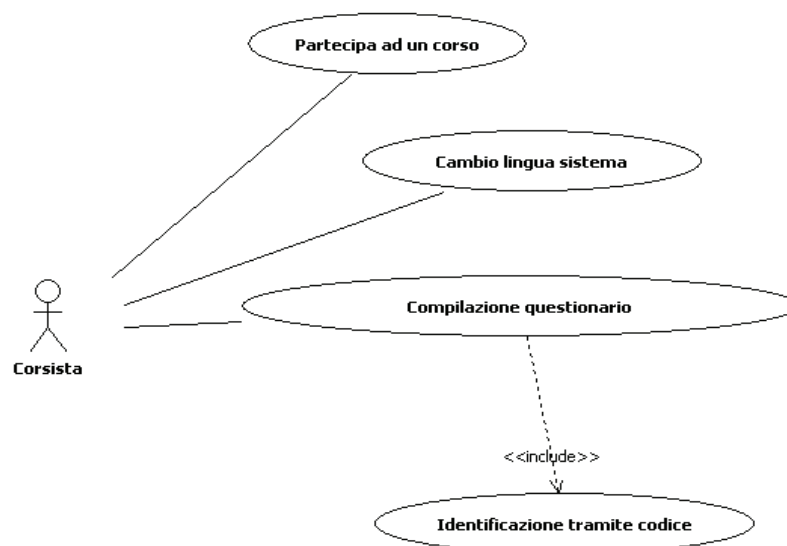 Partecipa ad un corso
Cambio lingua sistema
Compilazione questionario
Corsista
<<include>>
Identificazione tramite codice